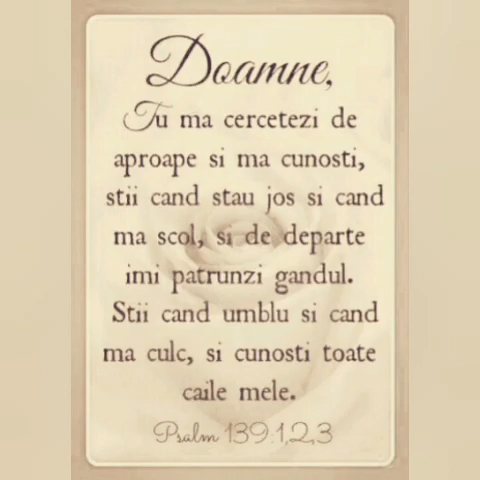 Doamne,
Tu ma cercetezi de
aproape si ma cunosti,
stii cand stau jos si cand
ma scol, si de departe
imi patrunzi gandul.
Stii cand umblu si cand
ma culc, si cunosti toate
caile mele.
Psalm 139:1,2,3